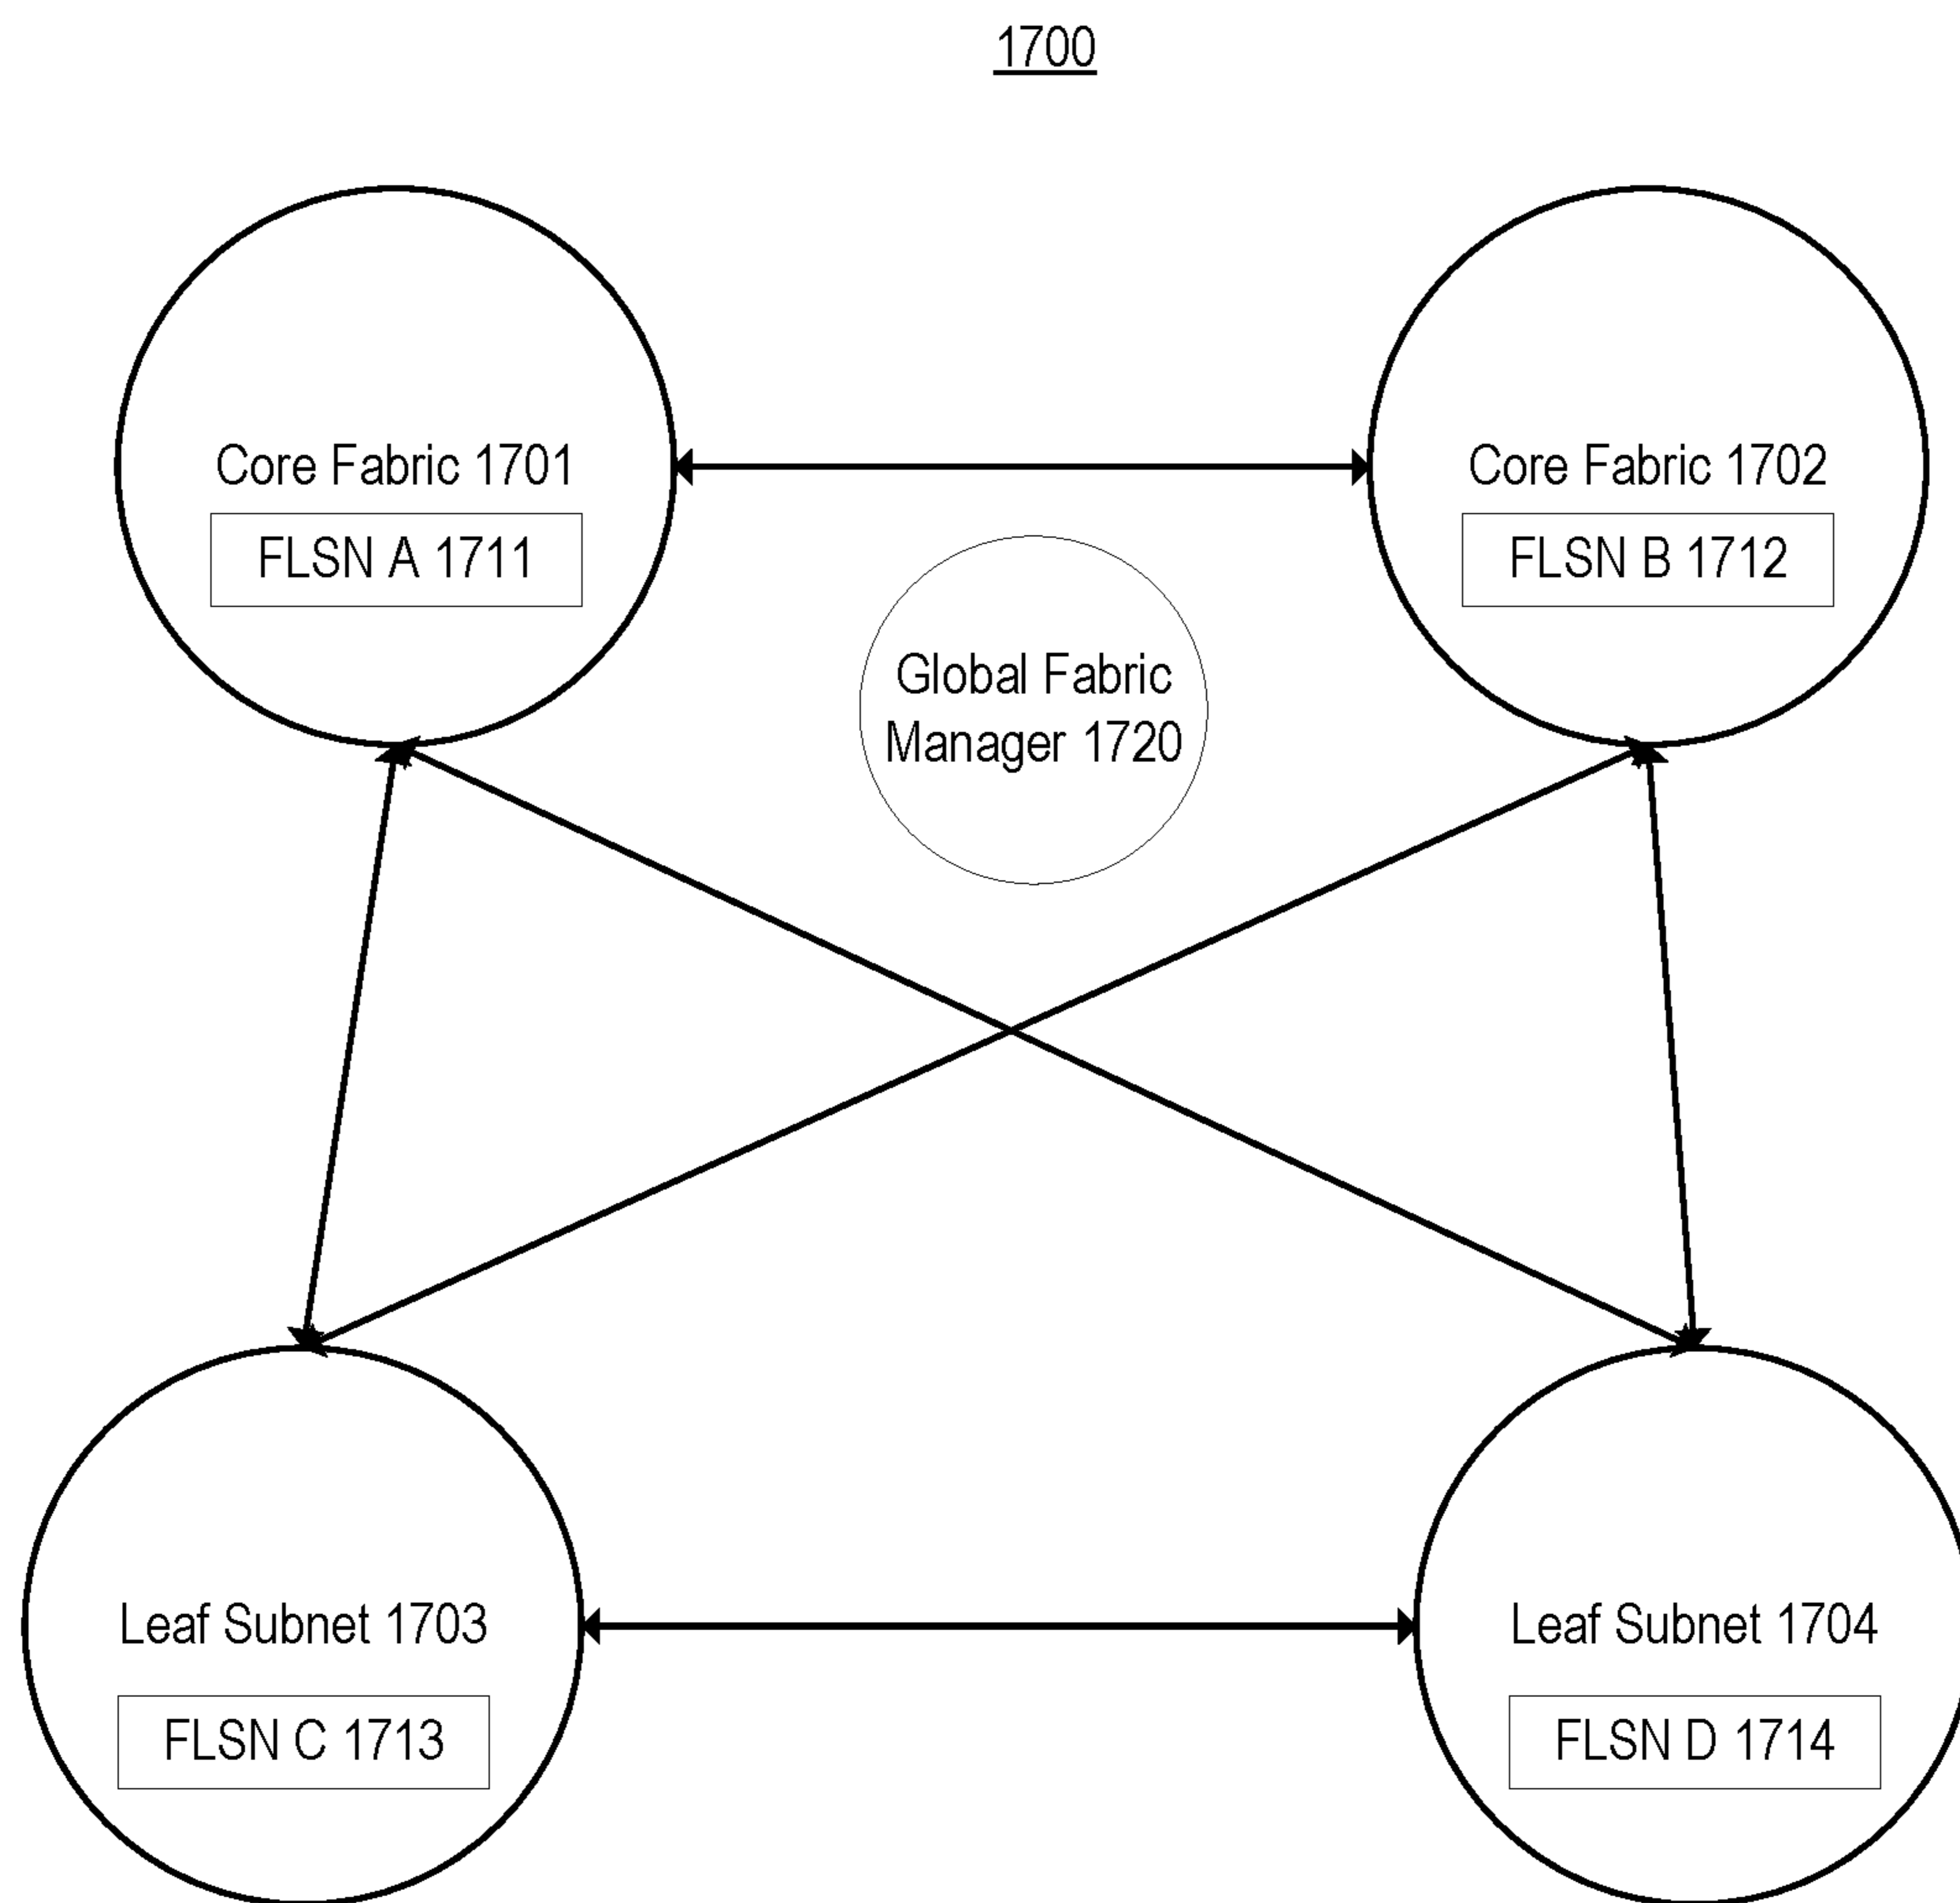 1700
Core Fabric 1701
FLSN A 1711
Core Fabric 1702
FLSN B 1712
Global Fabric
Manager 1720
Leaf Subnet 1703
FLSN C 1713
Leaf Subnet 1704
FLSN D 1714